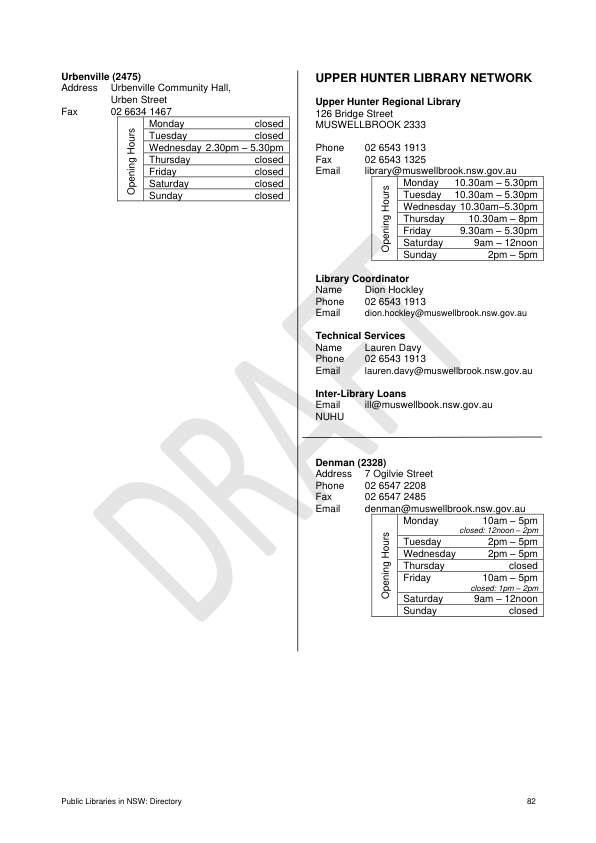 Urbenville (2475)
Address Urbenville Community Hall,
Urben Street
Fax 02 6634 1467
Opening Hours
Monday closed
Tuesday closed
Wednesday 2.30pm – 5.30pm
Thursday closed
Friday closed
Saturday closed
Sunday closed
UPPER HUNTER LIBRARY NETWORK
Upper Hunter Regional Library
126 Bridge Street
MUSWELLBROOK 2333
Phone 02 6543 1913
Fax 02 6543 1325
Email library@muswellbrook.nsw.gov.au
Opening Hours
Monday 10.30am – 5.30pm
Tuesday 10.30am – 5.30pm
Wednesday 10.30am–5.30pm
Thursday 10.30am – 8pm
Friday 9.30am – 5.30pm
Saturday 9am – 12noon
Sunday 2pm – 5pm
Library Coordinator
Name Dion Hockley
Phone 02 6543 1913
Email dion.hockley@muswellbrook.nsw.gov.au
Technical Services
Name Lauren Davy
Phone 02 6543 1913
Email lauren.davy@muswellbrook.nsw.gov.au
Inter-Library Loans
Email ill@muswellbook.nsw.gov.au
NUHU
Denman (2328)
Address 7 Ogilvie Street
Phone 02 6547 2208
Fax 02 6547 2485
Email denman@muswellbrook.nsw.gov.au
Opening Hours
Monday 10am – 5pm
closed: 12noon – 2pm
Tuesday 2pm – 5pm
Wednesday 2pm – 5pm
Thursday closed
Friday 10am – 5pm
closed: 1pm – 2pm
Saturday 9am – 12noon
Sunday closed
DRAFT
Public Libraries in NSW: Directory 82